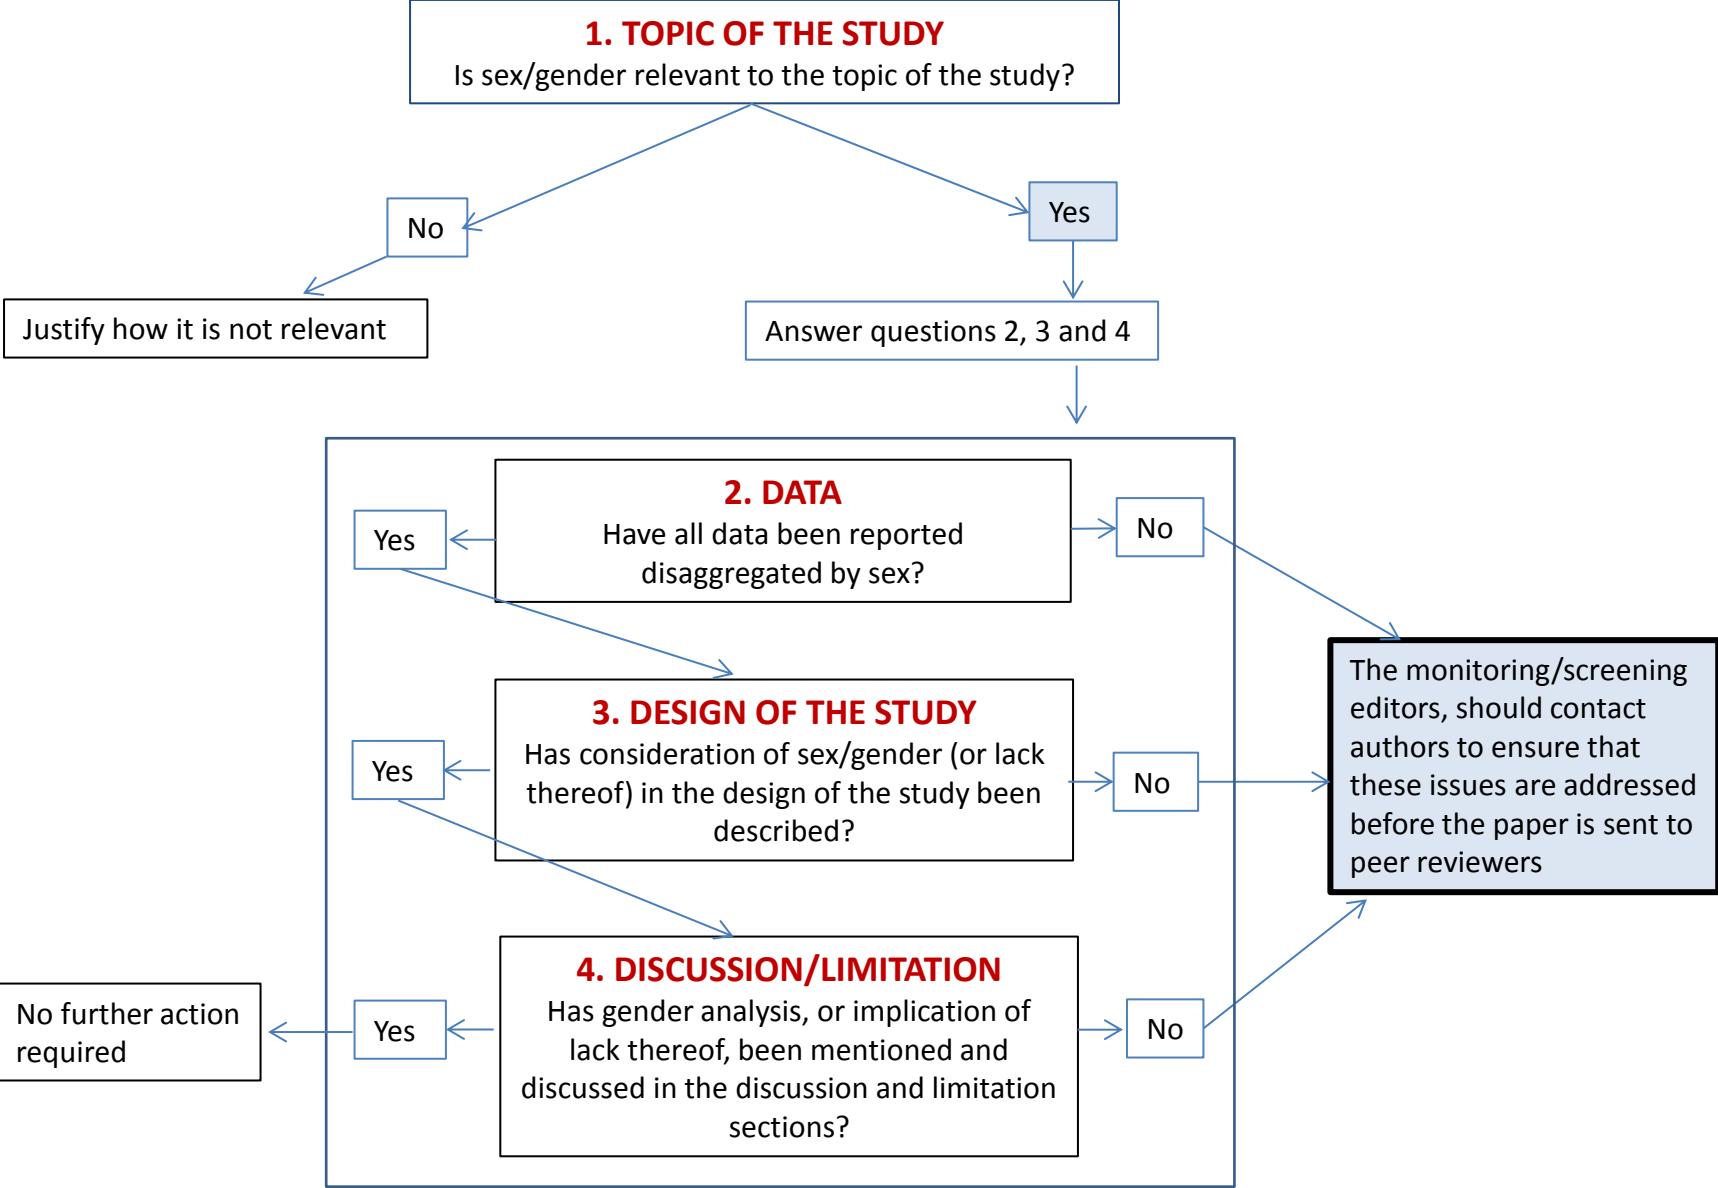 1. TOPIC OF THE STUDY
Is sex/gender relevant to the topic of the study?
No
Yes
Justify how it is not relevant
Answer questions 2, 3 and 4
2. DATA
Have all data been reported
disaggregated by sex?
Yes
No
3. DESIGN OF THE STUDY
Has consideration of sex/gender (or lack
thereof) in the design of the study been
described?
Yes
No
The monitoring/screening
editors, should contact
authors to ensure that
these issues are addressed
before the paper is sent to
peer reviewers
4. DISCUSSION/LIMITATION
Has gender analysis, or implication of
lack thereof, been mentioned and
discussed in the discussion and limitation
sections?
Yes
No
No further action
required